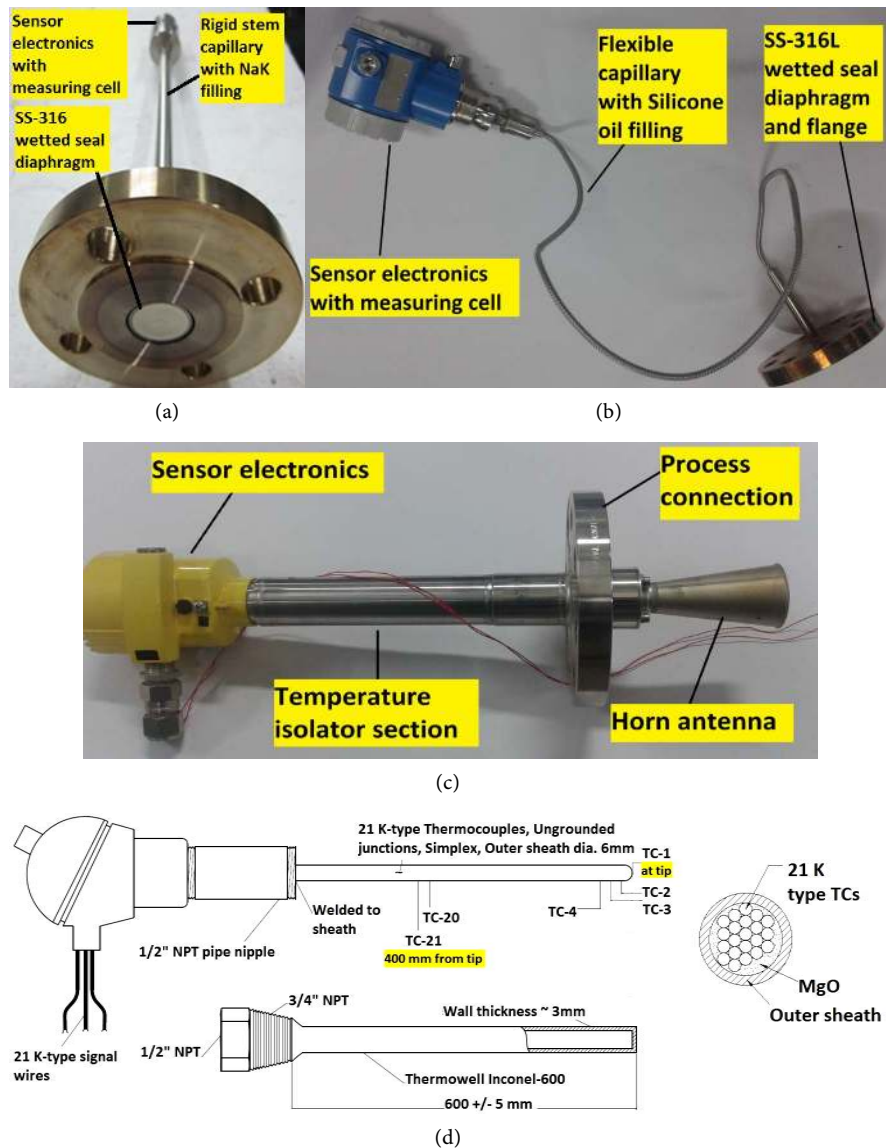 Sensor
electronics
with
measuring cell
Rigid stem
capillary
with NaK
filling
SS-316
wetted seal
diaphragm
(a)
Flexible
capillary
with Silicone
oil filling
SS-316L
wetted seal
diaphragm
and flange
Sensor electronics
with measuring cell
(b)
Sensor electronics
Process
connection
Temperature
isolator section
Horn antenna
(c)
21 K-type Thermocouples, Ungrounded
junctions, Simplex, Outer sheath dia. 6mm
TC-1
at tip
TC-2
TC-3
TC-4
TC-20
TC-21
400 mm from tip
Welded to
sheath
1/2" NPT pipe nipple
21 K-type signal
wires
21 K
type TCs
MgO
Outer sheath
3/4" NPT
1/2" NPT
Wall thickness ~ 3mm
Thermowell Inconel-600
600 +/- 5 mm
(d)